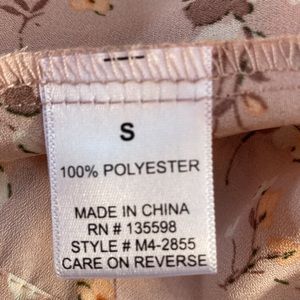 S
100% POLYESTER
MADE IN CHINA
RN # 135598
STYLE # M4-2855
CARE ON REVERSE